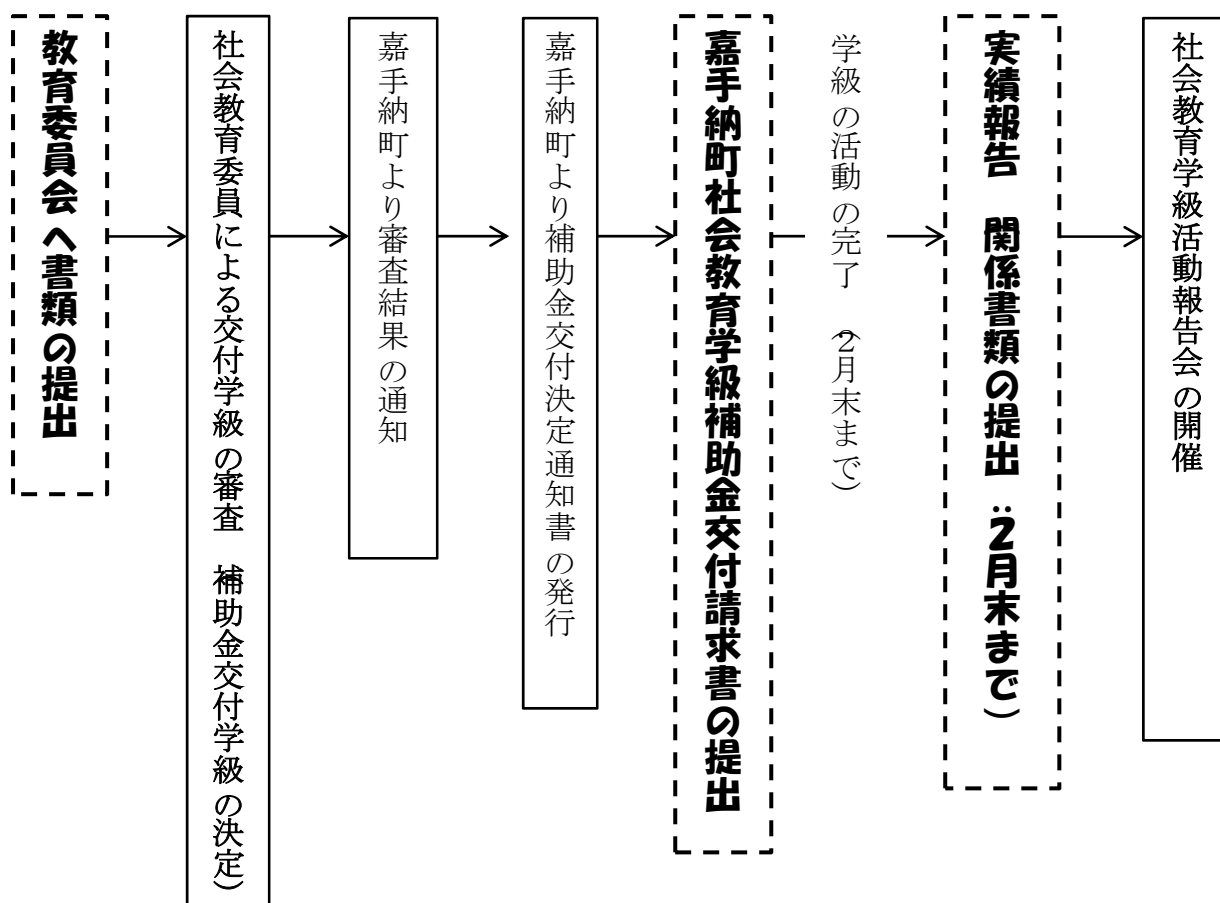 教育委員会へ書類の提出
社会教育委員による交付学級の審査　補助金交付学級の決定）
嘉手納町より審査結果の通知
嘉手納町より補助金交付決定通知書の発行
嘉手納町社会教育学級補助金交付請求書の提出
学級の活動の完了　（2月末まで）
実績報告　関係書類の提出：２月末まで）
社会教育学級活動報告会の開催